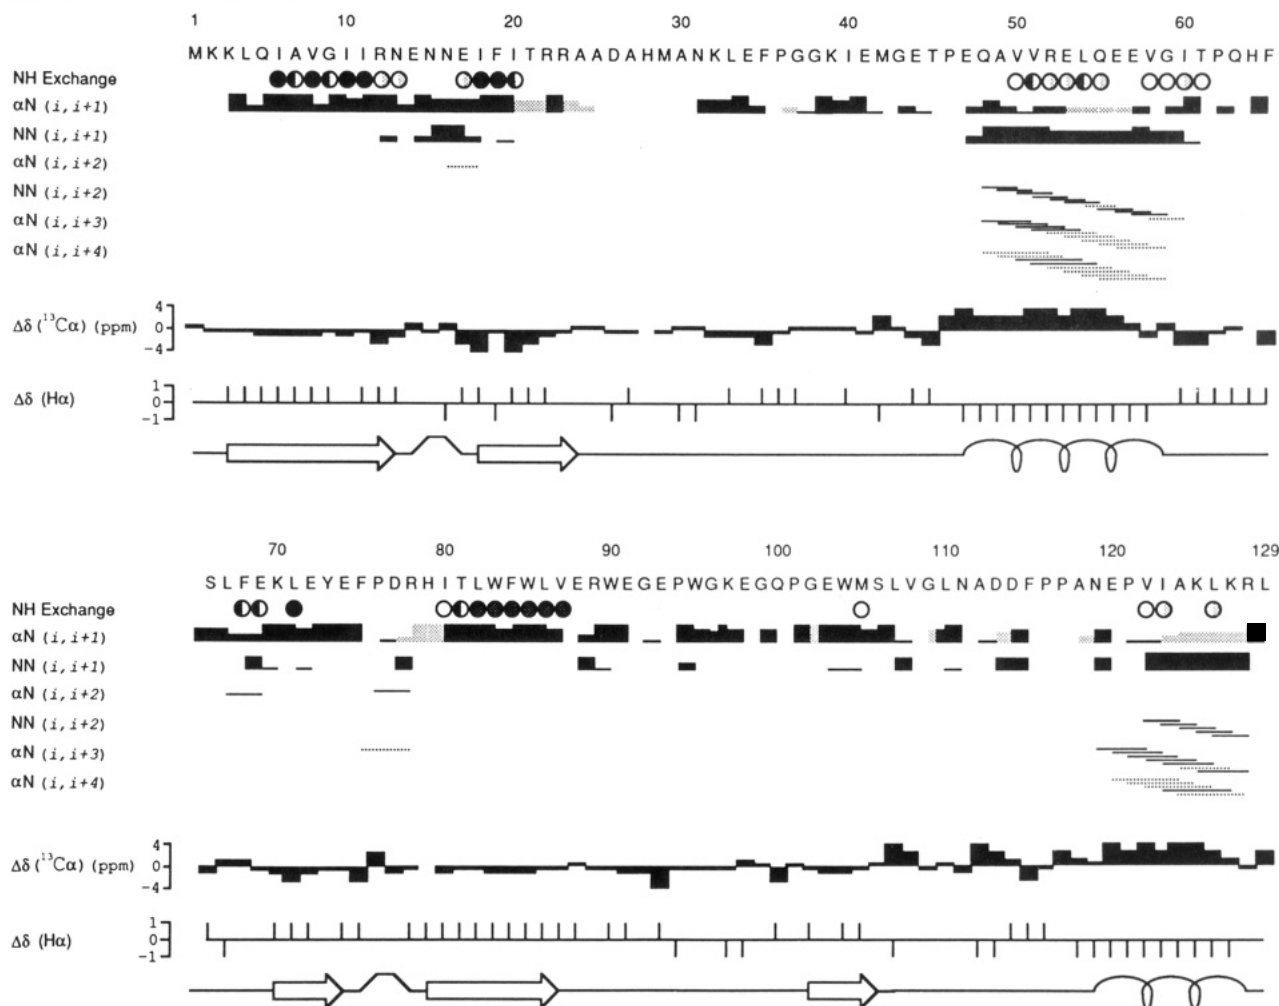 1 10 20 30 40 50 60
M K K L Q I A V G I I R N E N N E I F I T R R A A D A H M A N K L E F P G G K I E M G E T P E Q A V V R E L Q E E V G I T P Q H F
NH Exchange
αN (i,i+1)
NN (i,i+1)
αN (i,i+2)
NN (i,i+2)
αN (i,i+3)
αN (i,i+4)
Δδ (¹³Cα) (ppm) 4 0 −4
Δδ (Hα) 1 0 −1
70 80 90 100 110 120 129
S L F E K L E Y E F P D R H I T L W F W L V E R W E G E P W G K E G Q P G E W M S L V G L N A D D F P P A N E P V I A K L K R L
NH Exchange
αN (i,i+1)
NN (i,i+1)
αN (i,i+2)
NN (i,i+2)
αN (i,i+3)
αN (i,i+4)
Δδ (¹³Cα) (ppm) 4 0 −4
Δδ (Hα) 1 0 −1